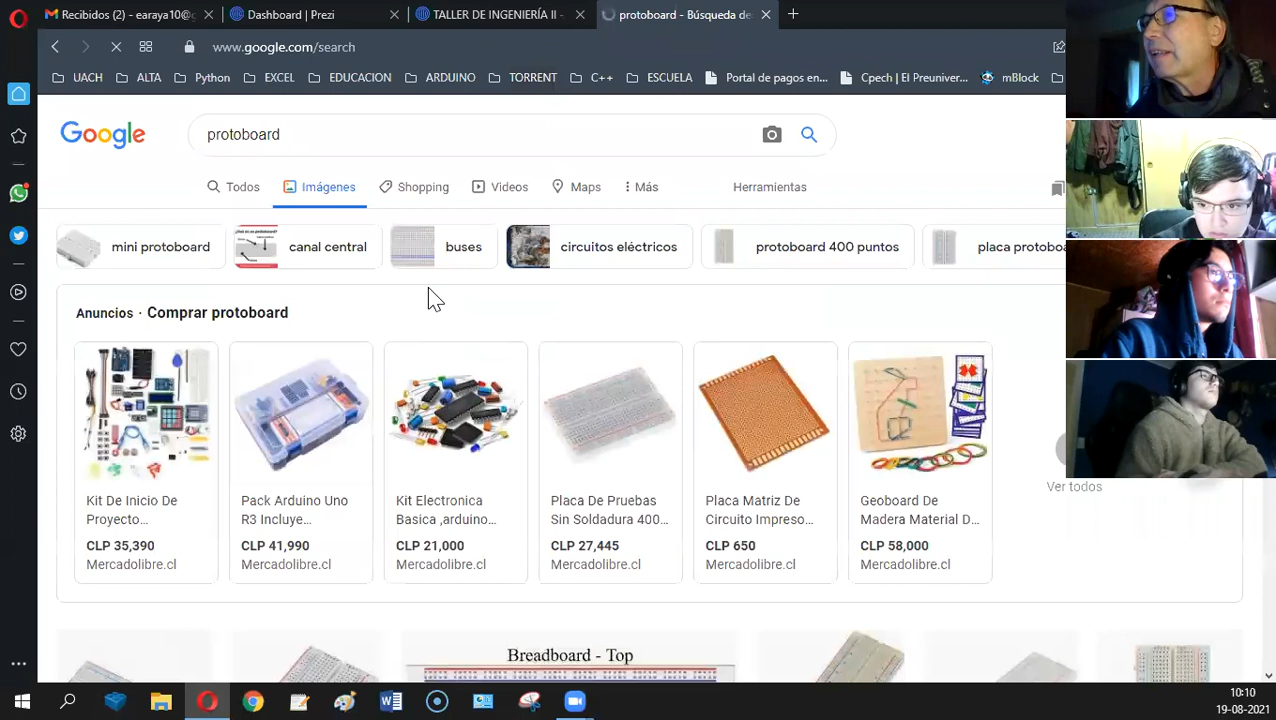 Recibidos (2) - earaya10@g
Dashboard | Prezi
TALLER DE INGENIERÍA II -
protoboard - Búsqueda de
www.google.com/search
UACH
ALTA
Python
EXCEL
EDUCACION
ARDUINO
TORRENT
C++
ESCUELA
Portal de pagos en...
Cpech | El Preuniver...
mBlock
Google
protoboard
Todos
Imágenes
Shopping
Videos
Maps
Más
Herramientas
mini protoboard
canal central
buses
circuitos eléctricos
protoboard 400 puntos
placa protoboa
Anuncios · Comprar protoboard
Kit De Inicio De
Proyecto...
CLP 35,390
Mercadolibre.cl
Pack Arduino Uno
R3 Incluye...
CLP 41,990
Mercadolibre.cl
Kit Electronica
Basica ,arduino...
CLP 21,000
Mercadolibre.cl
Placa De Pruebas
Sin Soldadura 400...
CLP 27,445
Mercadolibre.cl
Placa Matriz De
Circuito Impreso...
CLP 650
Mercadolibre.cl
Geoboard De
Madera Material D...
CLP 58,000
Mercadolibre.cl
Ver todos
Breadboard - Top
10:10
19-08-2021